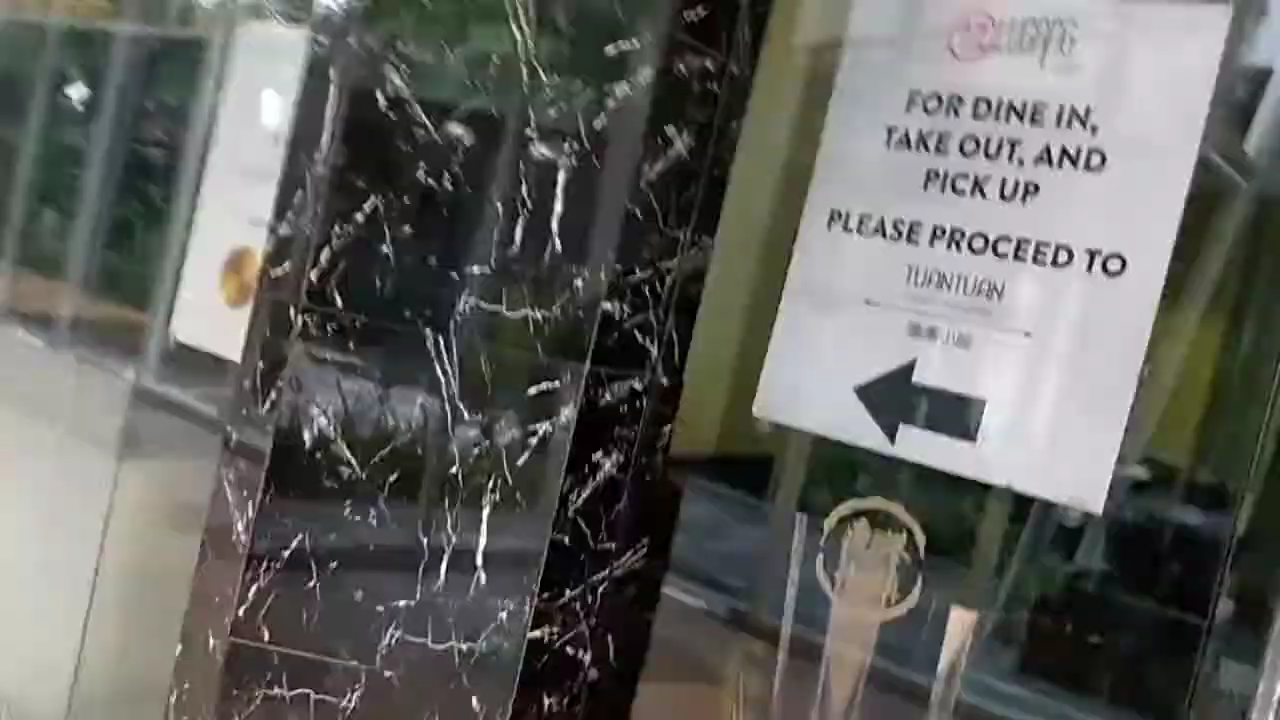 FOR DINE IN,
TAKE OUT, AND
PICK UP
PLEASE PROCEED TO
TUANTUAN